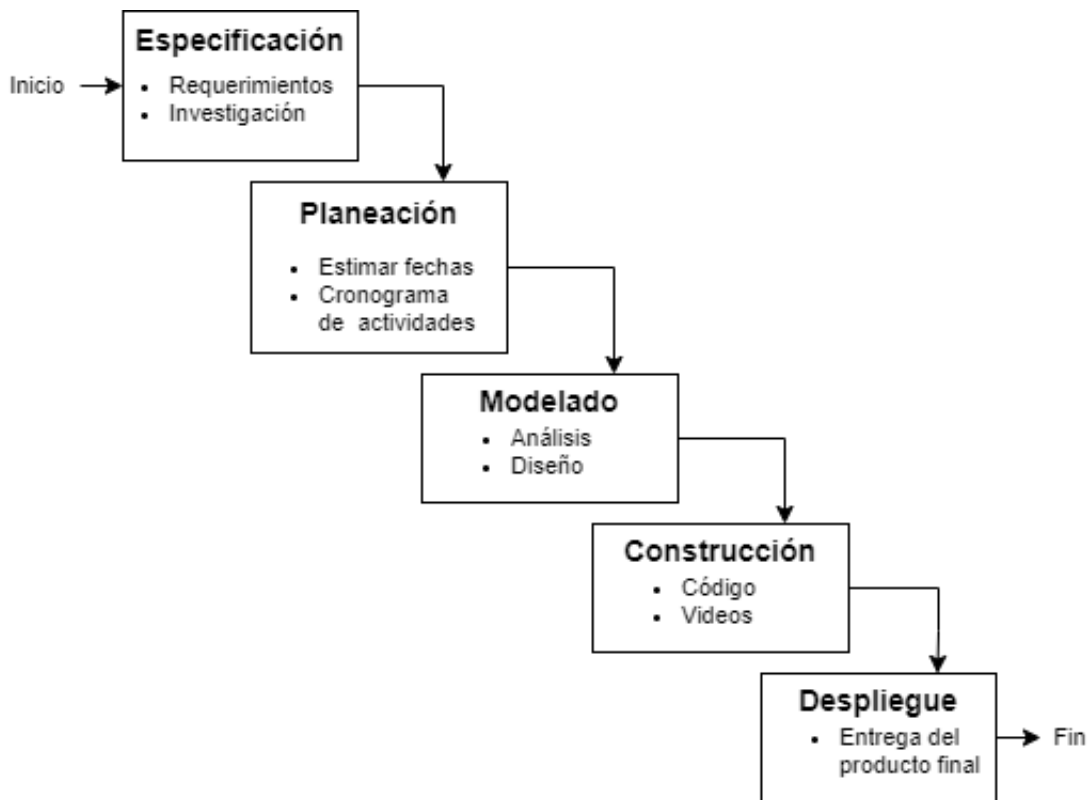 Especificación
Inicio
Requerimientos
Investigación
Planeación
Estimar fechas
Cronograma
de actividades
Modelado
Análisis
Diseño
Construcción
Código
Videos
Despliegue
Entrega del
producto final
Fin